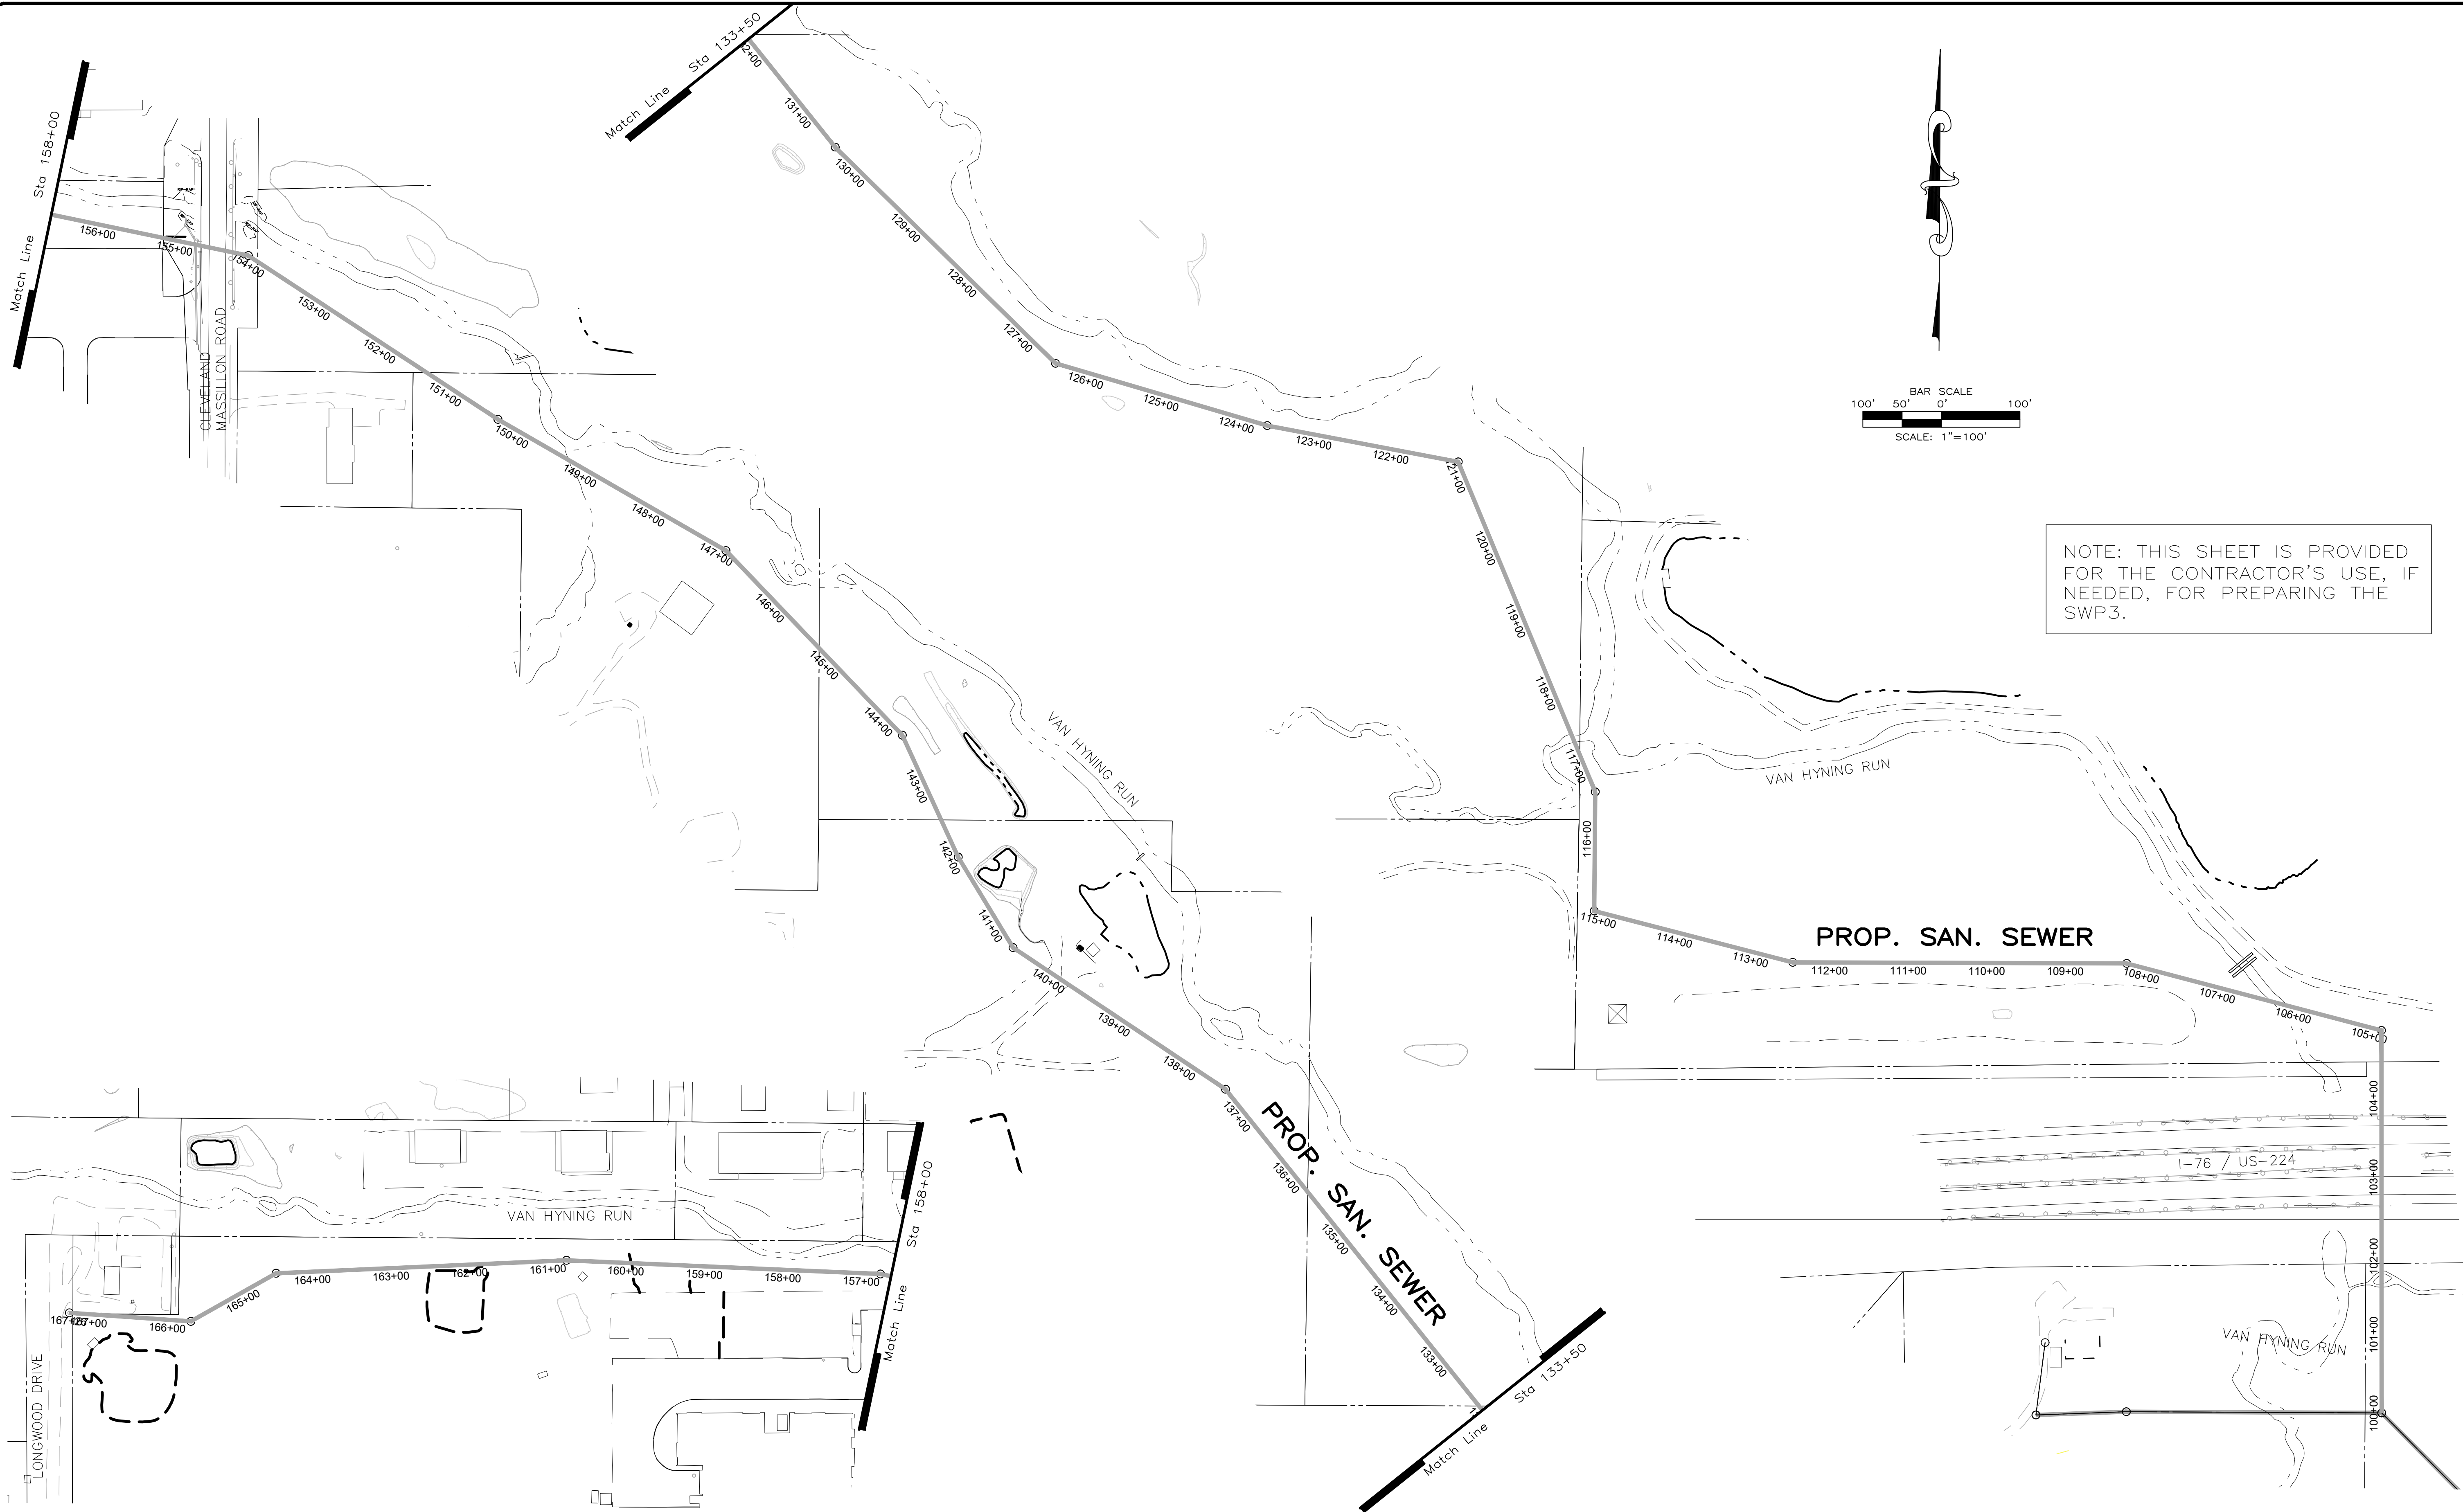 Match Line
Sta 133+50
2+00
131+00
130+00
129+00
128+00
127+00
126+00
125+00
124+00
123+00
122+00
121+00
120+00
119+00
118+00
117+00
116+00
115+00
114+00
113+00
112+00
111+00
110+00
109+00
108+00
107+00
106+00
105+00
104+00
103+00
102+00
101+00
100+00
PROP. SAN. SEWER
VAN HYNING RUN
I-76 / US-224
VAN HYNING RUN
BAR SCALE
100' 50' 0' 100'
SCALE: 1"=100'
NOTE: THIS SHEET IS PROVIDED
FOR THE CONTRACTOR'S USE, IF
NEEDED, FOR PREPARING THE
SWP3.
Match Line
Sta 158+00
156+00
155+00
154+00
153+00
152+00
151+00
150+00
149+00
148+00
147+00
146+00
145+00
144+00
143+00
142+00
141+00
140+00
139+00
138+00
137+00
136+00
135+00
134+00
133+00
CLEVELAND
MASSILLON ROAD
VAN HYNING RUN
PROP. SAN. SEWER
Match Line
Sta 133+50
Match Line
Sta 158+00
VAN HYNING RUN
167+00
166+00
165+00
164+00
163+00
162+00
161+00
160+00
159+00
158+00
157+00
LONGWOOD DRIVE